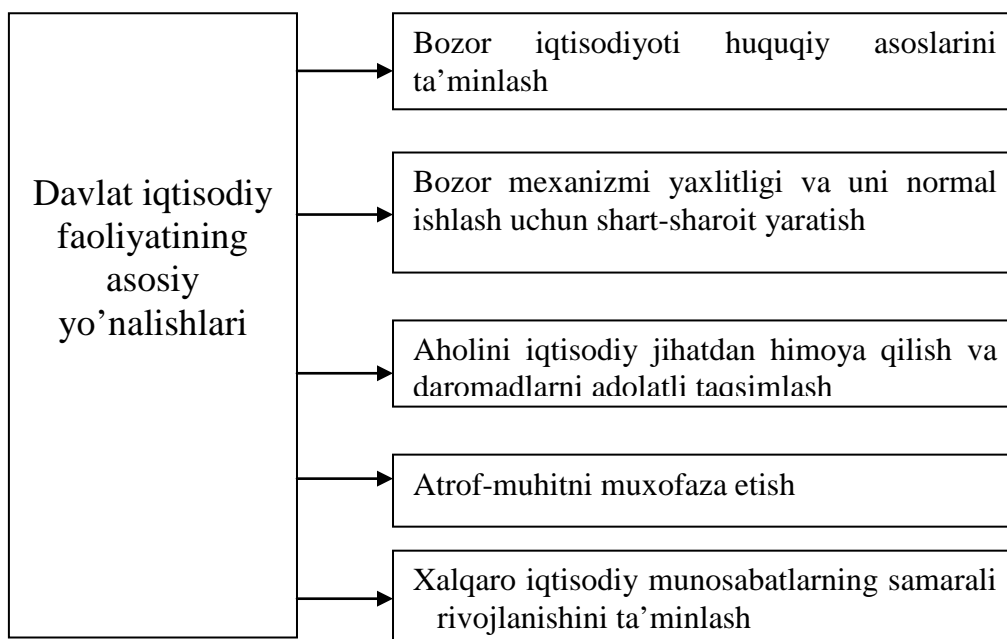 Davlat iqtisodiy
faoliyatining
asosiy
yo’nalishlari
Bozor iqtisodiyoti huquqiy asoslarini
ta’minlash
Bozor mexanizmi yaxlitligi va uni normal
ishlash uchun shart-sharoit yaratish
Aholini iqtisodiy jihatdan himoya qilish va
daromadlarni adolatli taqsimlash
Atrof-muhitni muxofaza etish
Xalqaro iqtisodiy munosabatlarning samarali
rivojlanishini ta’minlash